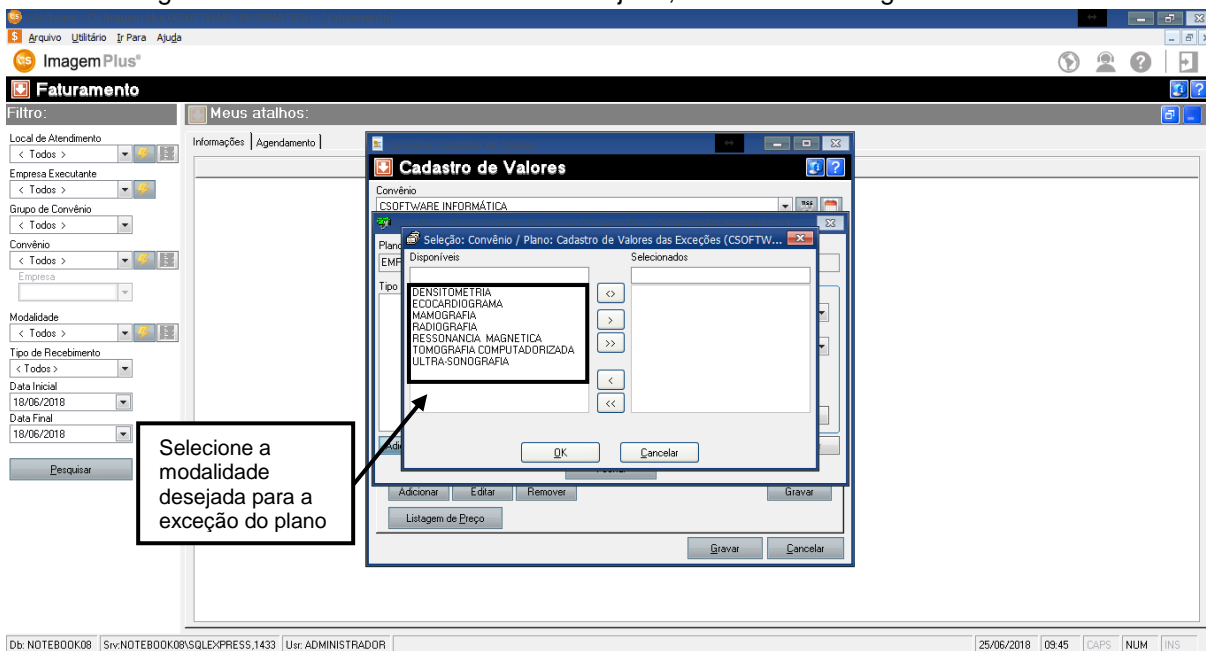 Arquivo Utilitário Ir Para Ajuda
ImagemPlus®
Faturamento
Filtro:
Meus atalhos:
Informações Agendamento
Local de Atendimento
< Todos >
Empresa Executante
< Todos >
Grupo de Convênio
< Todos >
Convênio
< Todos >
Empresa
Modalidade
< Todos >
Tipo de Recebimento
< Todos >
Data Inicial
18/06/2018
Data Final
18/06/2018
Pesquisar
Cadastro de Valores
Convênio
CSOFTWARE INFORMÁTICA
Seleção: Convênio / Plano: Cadastro de Valores das Exceções (CSOFTW...
Disponíveis
Selecionados
Tipo
DENSITOMETRIA
ECOCARDIOGRAMA
MAMOGRAFIA
RADIOGRAFIA
RESSONANCIA MAGNETICA
TOMOGRAFIA COMPUTADORIZADA
ULTRA-SONOGRAFIA
<>
>
>>
<
<<
OK Cancelar
Adicionar Editar Remover Gravar
Listagem de Preço
Gravar Cancelar
Selecione a
modalidade
desejada para a
exceção do plano
Db: NOTEBOOK08 Srv:NOTEBOOK08\SQLEXPRESS,1433 Usr: ADMINISTRADOR 25/06/2018 09:45 CAPS NUM INS